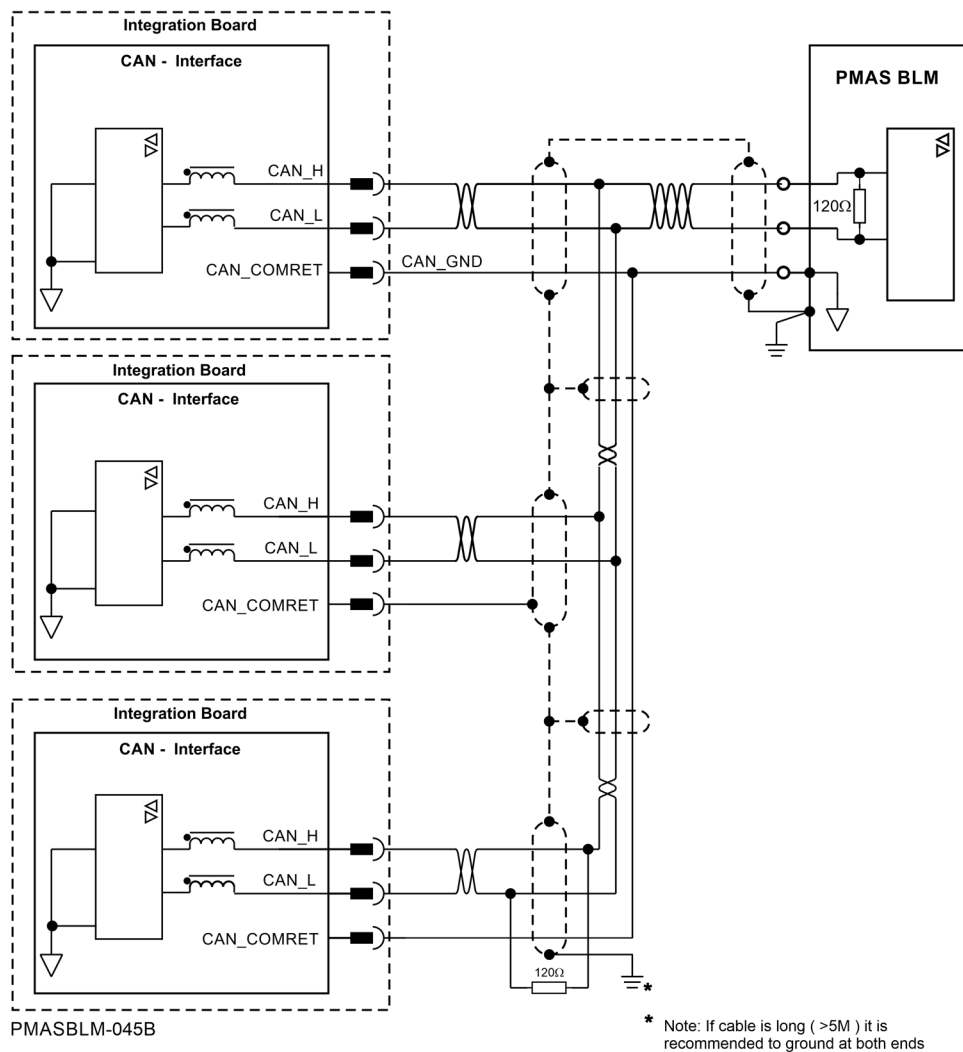 Integration Board
CAN - Interface
CAN_H
CAN_L
CAN_COMRET
CAN_GND
PMAS BLM
120Ω
Integration Board
CAN - Interface
CAN_H
CAN_L
CAN_COMRET
Integration Board
CAN - Interface
CAN_H
CAN_L
CAN_COMRET
120Ω
*
PMASBLM-045B
* Note: If cable is long ( >5M ) it is
recommended to ground at both ends